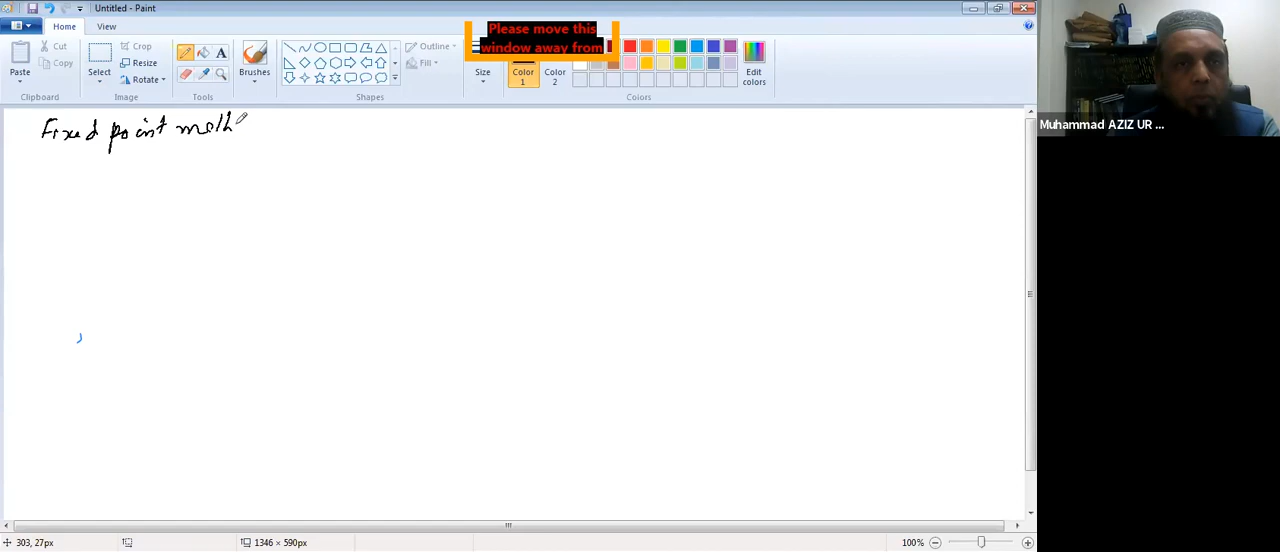 Untitled - Paint
Home
View
Paste
Cut
Copy
Clipboard
Select
Crop
Resize
Rotate
Image
Tools
Brushes
Shapes
Outline
Fill
Size
Please move this
window away from
Color
1
Color
2
Edit
colors
Colors
Fixed point meth
Muhammad AZIZ UR ...
303, 27px
1346 × 590px
100%